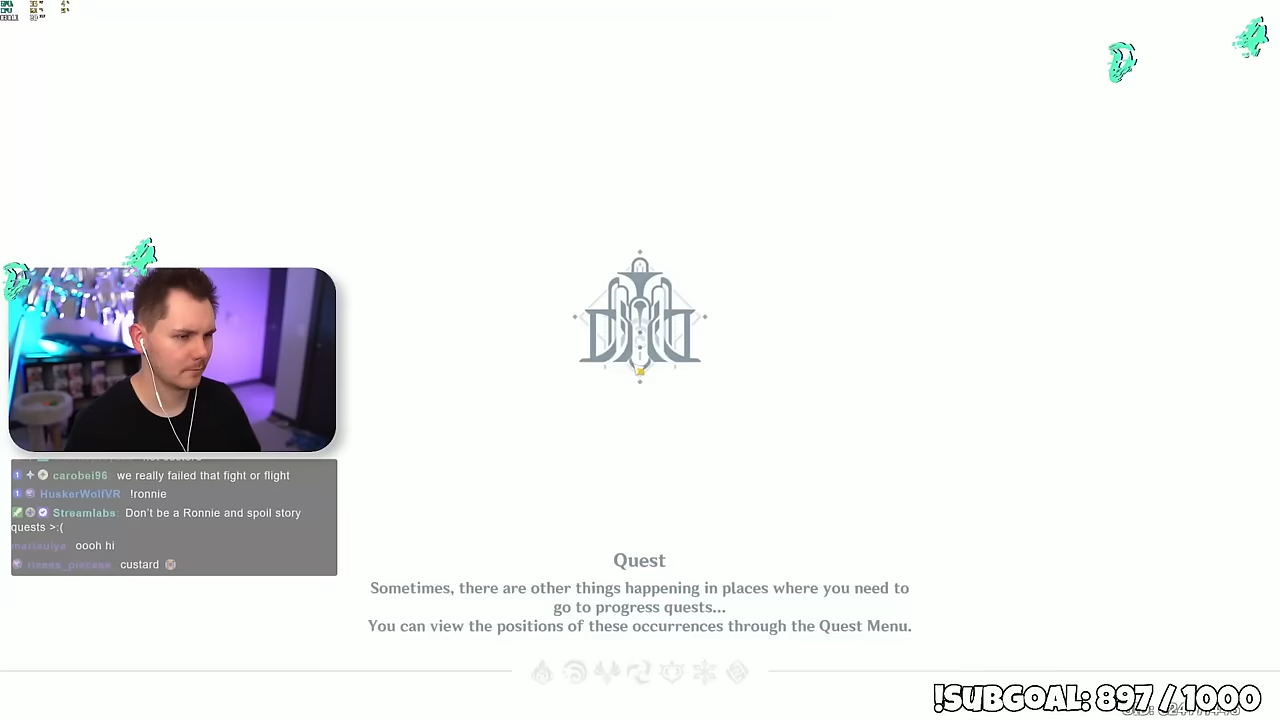 carobei96: we really failed that fight or flight
HuskerWolfVR !ronnie
Streamlabs: Don't be a Ronnie and spoil story
quests >:(
oooh hi
custard
Quest
Sometimes, there are other things happening in places where you need to
go to progress quests...
You can view the positions of these occurrences through the Quest Menu.
!SUBGOAL: 897 / 1000